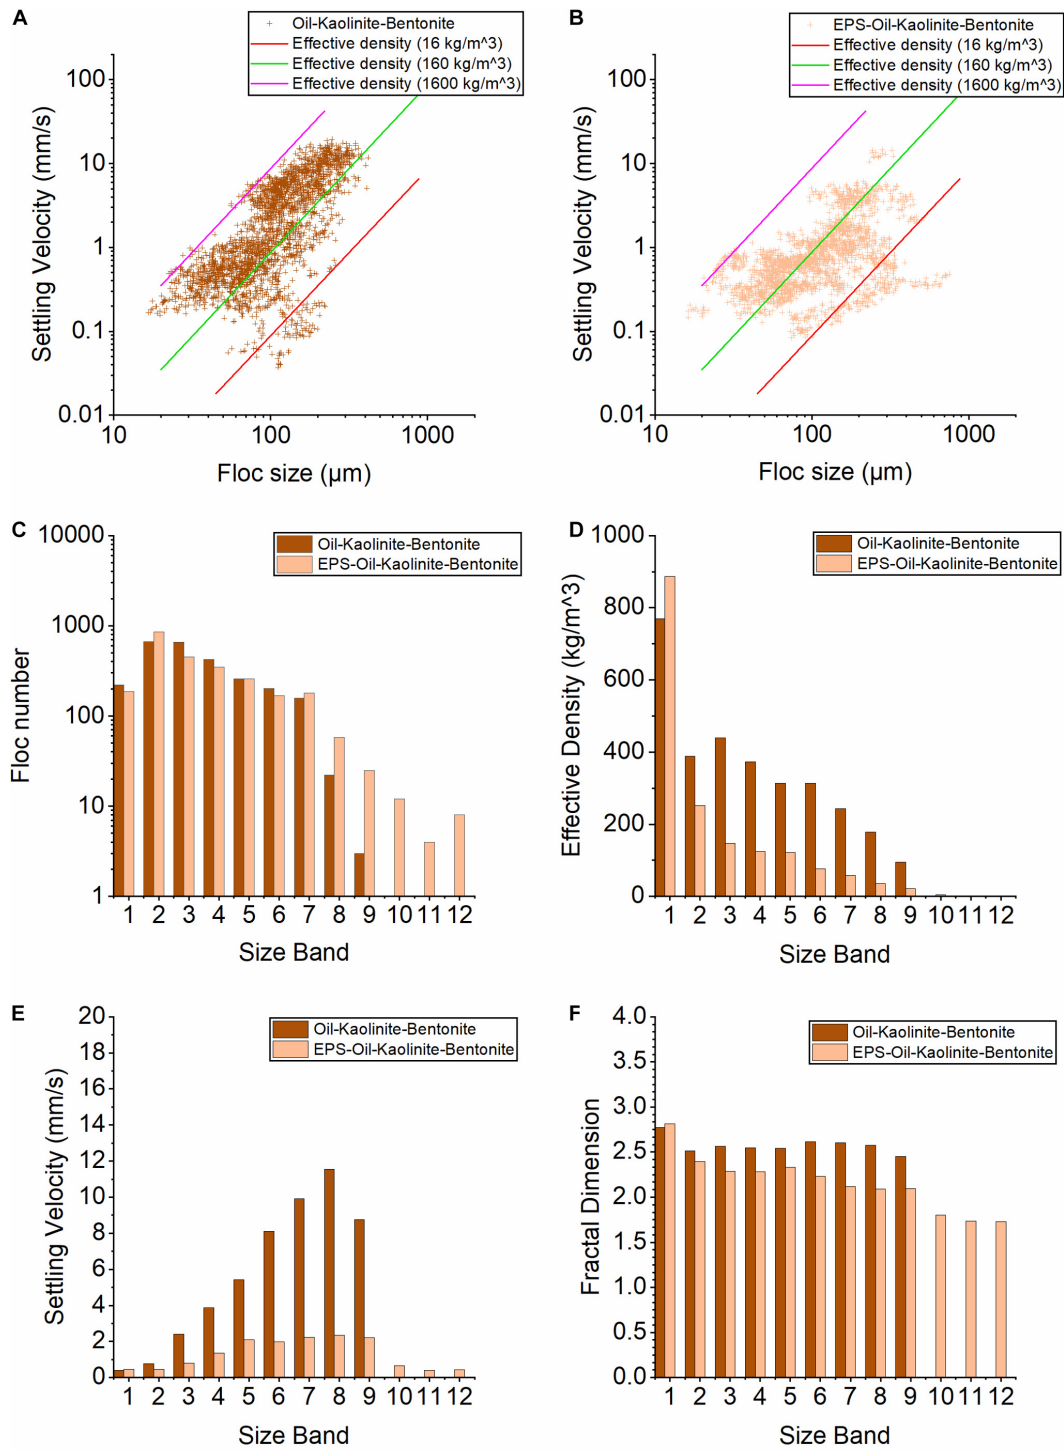 A
Oil-Kaolinite-Bentonite
Effective density (16 kg/m^3)
Effective density (160 kg/m^3)
Effective density (1600 kg/m^3)
100
10
1
0.1
0.01
Settling Velocity (mm/s)
10 100 1000
Floc size (µm)
B
EPS-Oil-Kaolinite-Bentonite
Effective density (16 kg/m^3)
Effective density (160 kg/m^3)
Effective density (1600 kg/m^3)
100
10
1
0.1
0.01
Settling Velocity (mm/s)
10 100 1000
Floc size (µm)
C
Oil-Kaolinite-Bentonite
EPS-Oil-Kaolinite-Bentonite
10000
1000
100
10
1
Floc number
1 2 3 4 5 6 7 8 9 10 11 12
Size Band
D
Oil-Kaolinite-Bentonite
EPS-Oil-Kaolinite-Bentonite
1000
800
600
400
200
0
Effective Density (kg/m^3)
1 2 3 4 5 6 7 8 9 10 11 12
Size Band
E
Oil-Kaolinite-Bentonite
EPS-Oil-Kaolinite-Bentonite
20
18
16
14
12
10
8
6
4
2
0
Settling Velocity (mm/s)
1 2 3 4 5 6 7 8 9 10 11 12
Size Band
F
Oil-Kaolinite-Bentonite
EPS-Oil-Kaolinite-Bentonite
4.0
3.5
3.0
2.5
2.0
1.5
1.0
0.5
0.0
Fractal Dimension
1 2 3 4 5 6 7 8 9 10 11 12
Size Band